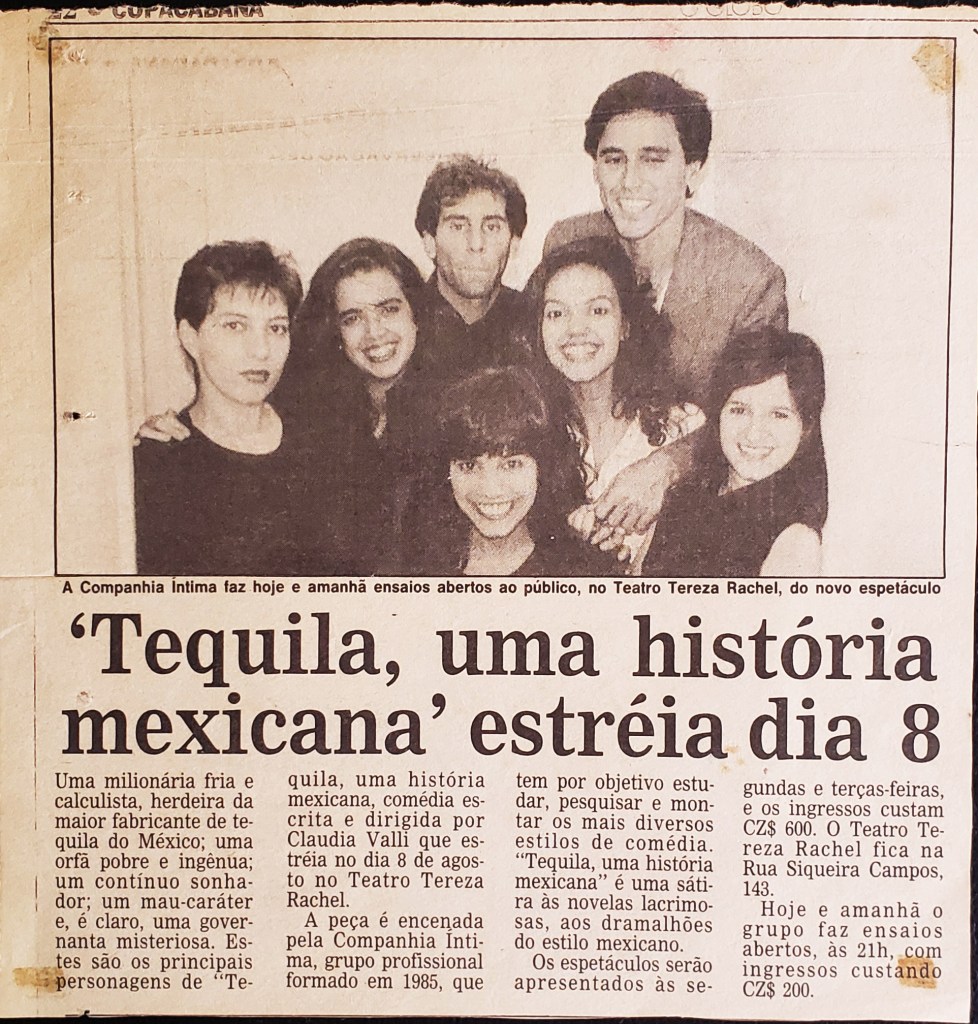 22 • COPACABANA
O GLOBO
A Companhia Íntima faz hoje e amanhã ensaios abertos ao público, no Teatro Tereza Rachel, do novo espetáculo
‘Tequila, uma história
mexicana’ estréia dia 8
Uma milionária fria e
calculista, herdeira da
maior fabricante de te-
quila do México; uma
orfã pobre e ingênua;
um contínuo sonha-
dor; um mau-caráter
e, é claro, uma gover-
nanta misteriosa. Es-
tes são os principais
personagens de “Te-
quila, uma história
mexicana, comédia es-
crita e dirigida por
Claudia Valli que es-
tréia no dia 8 de agos-
to no Teatro Tereza
Rachel.
A peça é encenada
pela Companhia Ínti-
ma, grupo profissional
formado em 1985, que
tem por objetivo estu-
dar, pesquisar e mon-
tar os mais diversos
estilos de comédia.
“Tequila, uma história
mexicana” é uma sáti-
ra às novelas lacrimo-
sas, aos dramalhões
do estilo mexicano.
Os espetáculos serão
apresentados às se-
gundas e terças-feiras,
e os ingressos custam
CZ$ 600. O Teatro Te-
reza Rachel fica na
Rua Siqueira Campos,
143.
Hoje e amanhã o
grupo faz ensaios
abertos, às 21h, com
ingressos custando
CZ$ 200.